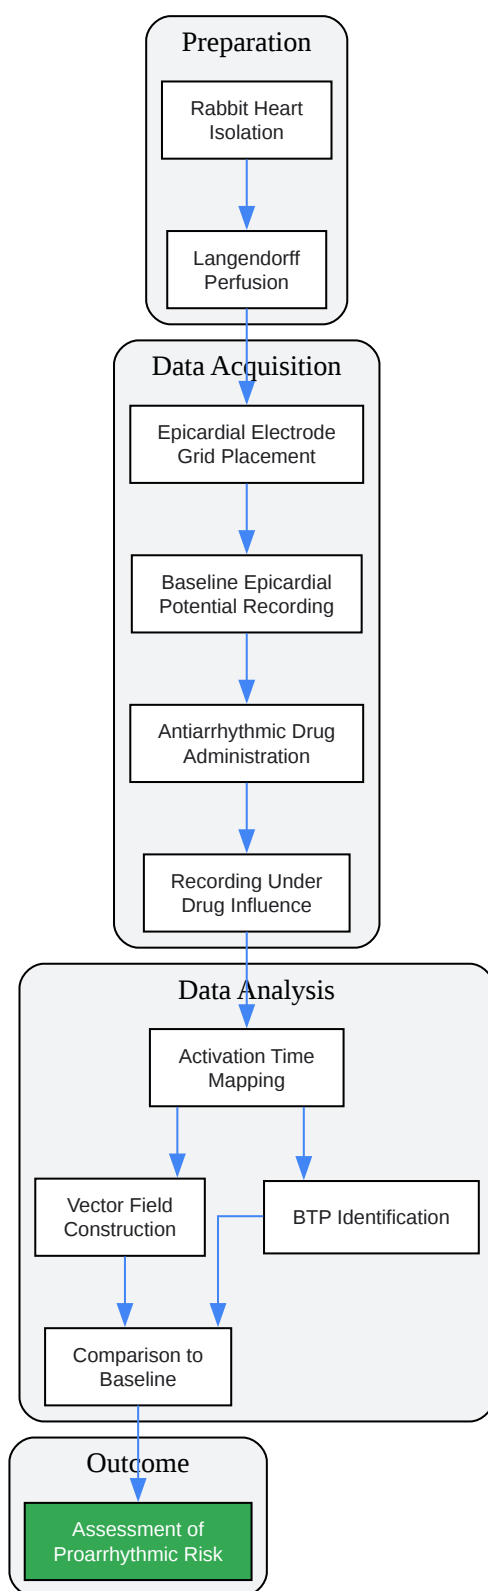 Preparation
Rabbit Heart
Isolation
Langendorff
Perfusion
Data Acquisition
Epicardial Electrode
Grid Placement
Baseline Epicardial
Potential Recording
Antiarrhythmic Drug
Administration
Recording Under
Drug Influence
Data Analysis
Activation Time
Mapping
Vector Field
Construction
BTP Identification
Comparison to
Baseline
Outcome
Assessment of
Proarrhythmic Risk